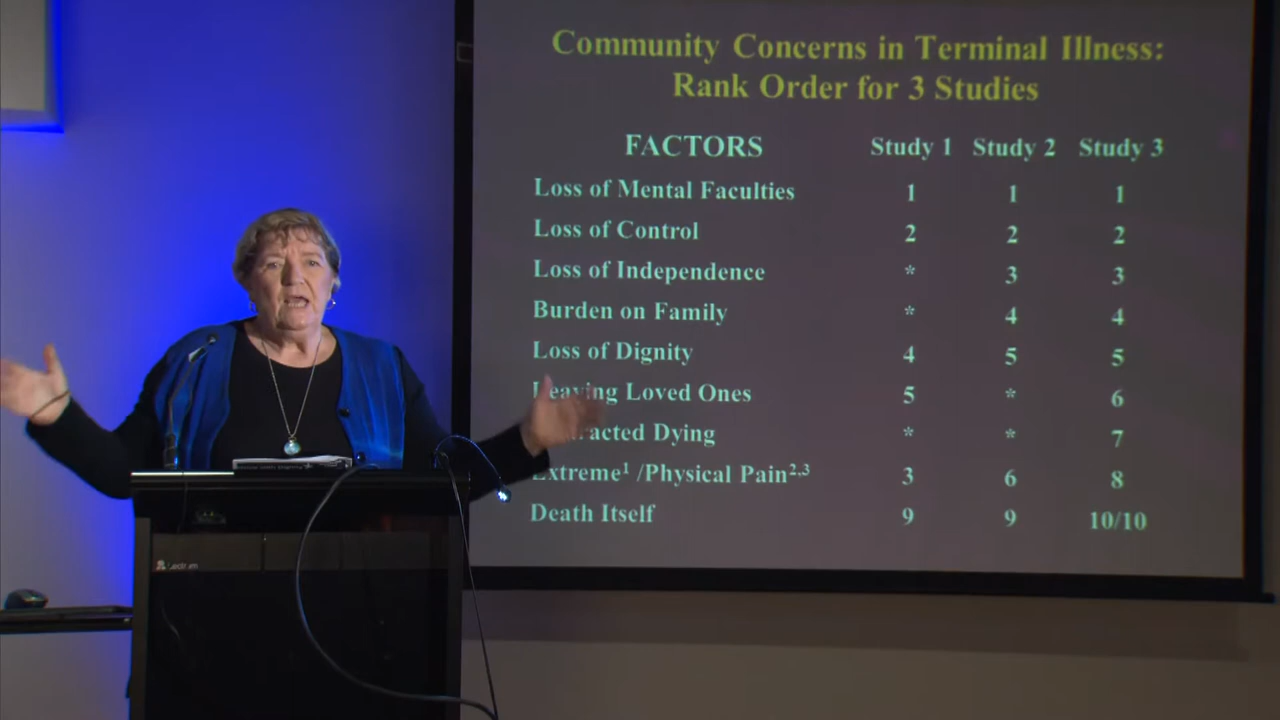 Community Concerns in Terminal Illness:
Rank Order for 3 Studies
FACTORS Study 1 Study 2 Study 3
Loss of Mental Faculties 1 1 1
Loss of Control 2 2 2
Loss of Independence * 3 3
Burden on Family * 4 4
Loss of Dignity 4 5 5
Leaving Loved Ones 5 * 6
Dying * * 7
Extreme¹ /Physical Pain²,³ 3 6 8
Death Itself 9 9 10/10
Lectrum